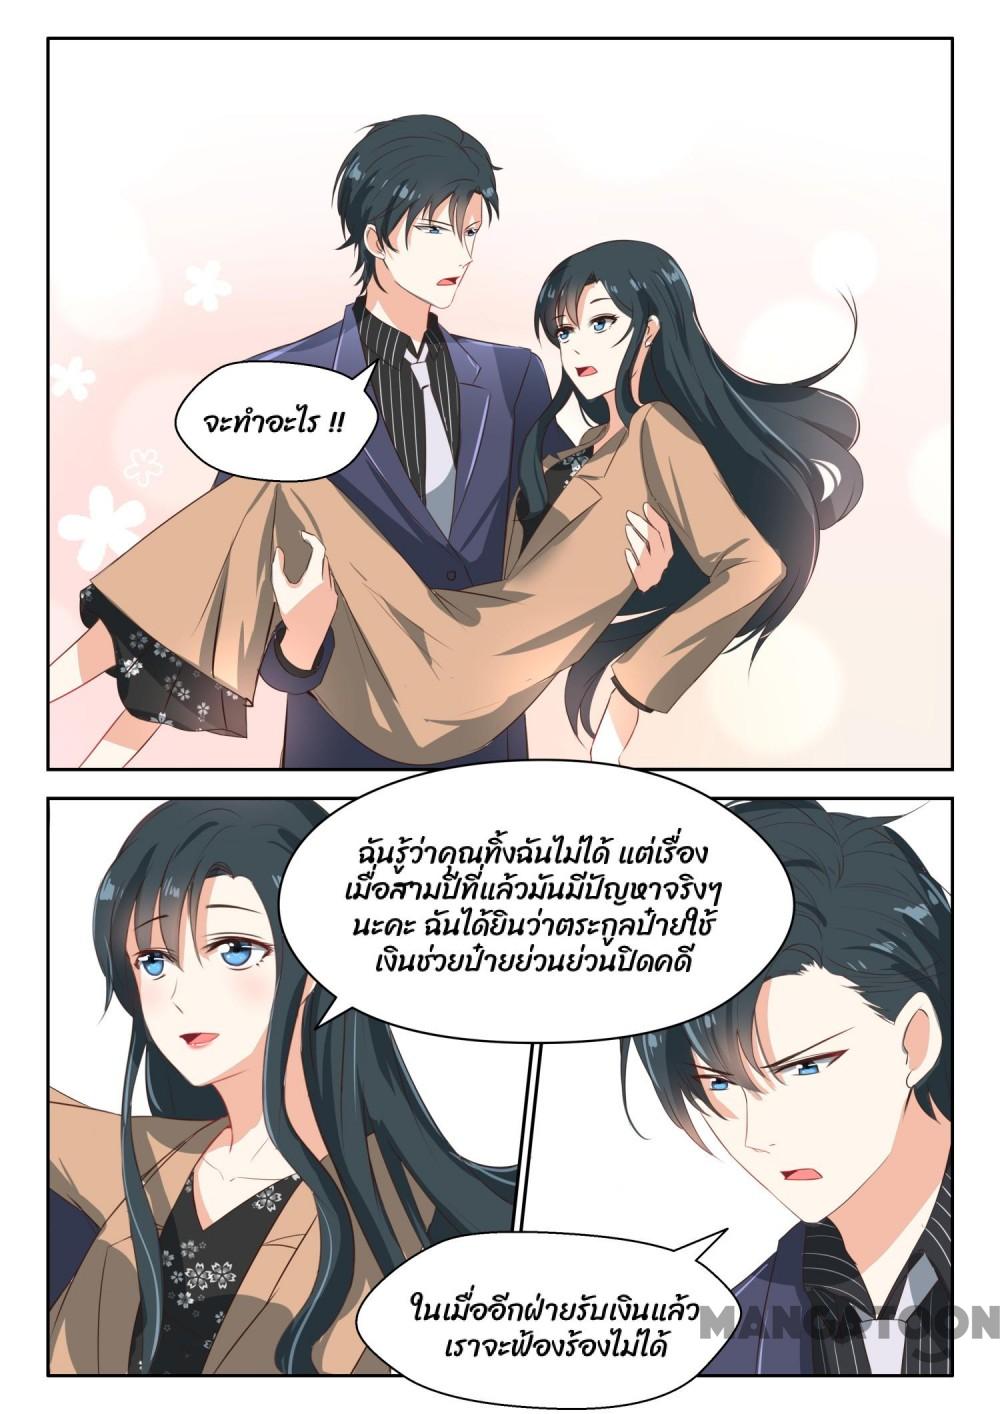 จะทำอะไร !!
ฉันรู้ว่าคุณทิ้งฉันไม่ได้ แต่เรื่อง
เมื่อสามปีที่แล้วมันมีปัญหาจริงๆ
นะคะ ฉันได้ยินว่าตระกูลป๋ายใช้
เงินช่วยป๋ายย่วนย่วนปิดคดี
ในเมื่ออีกฝ่ายรับเงินแล้ว
เราจะฟ้องร้องไม่ได้
MANGATOON